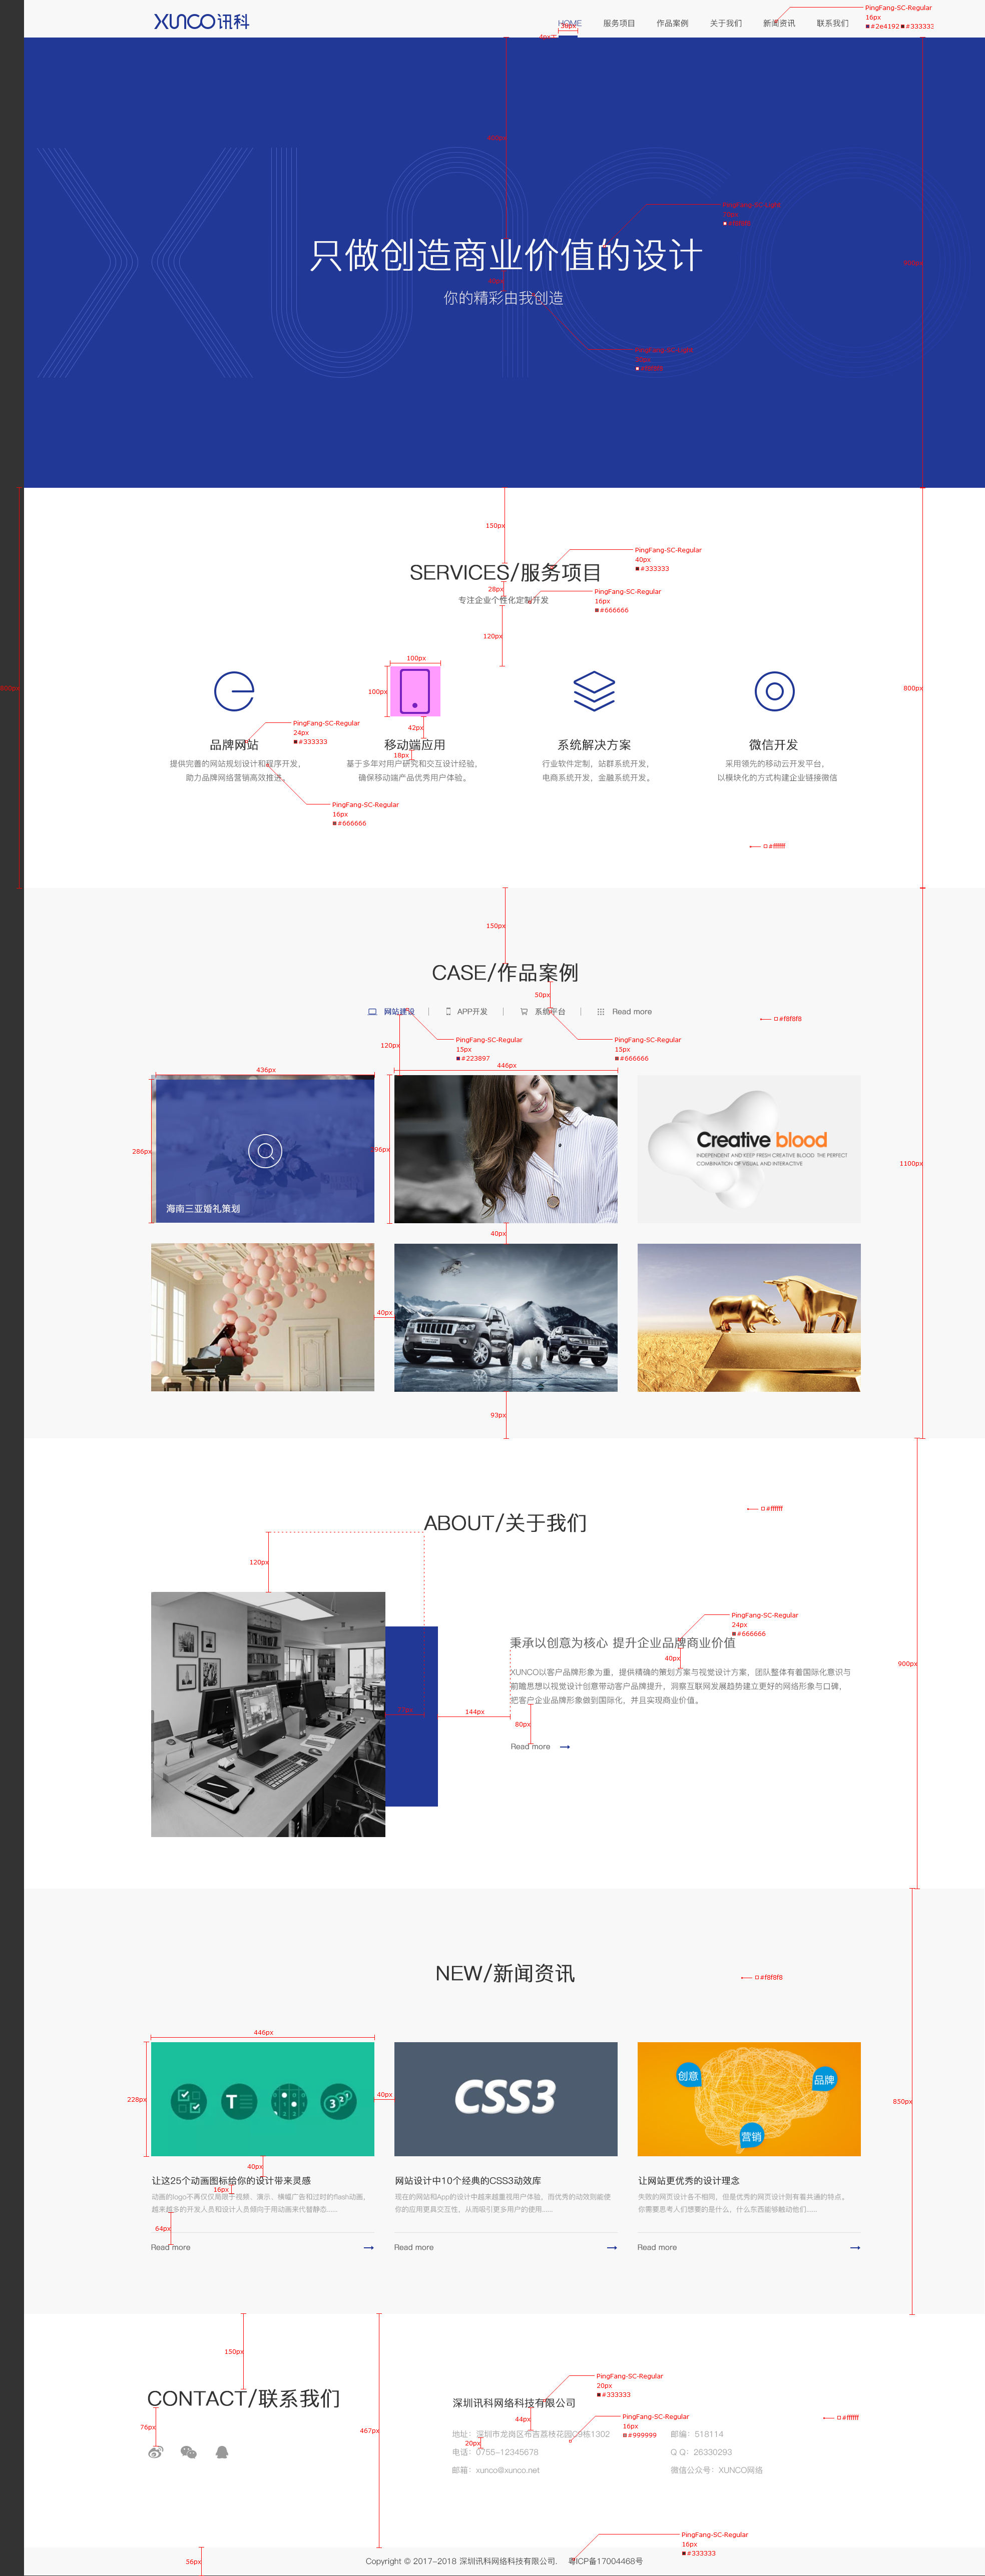 XUNCO讯科
HOME 服务项目 作品案例 关于我们 新闻资讯 联系我们
PingFang-SC-Regular
16px
#2e4192 #333333
只做创造商业价值的设计
你的精彩由我创造
150px
PingFang-SC-Regular
40px
#333333
SERVICES/服务项目
28px
PingFang-SC-Regular
16px
#666666
专注企业个性化定制开发
120px
100px
100px
800px
42px
PingFang-SC-Regular
24px
#333333
品牌网站 移动端应用 系统解决方案 微信开发
18px
提供完善的网站规划设计和程序开发,
助力品牌网络营销高效推进。
基于多年对用户研究和交互设计经验,
确保移动端产品优秀用户体验。
行业软件定制, 站群系统开发,
电商系统开发, 金融系统开发。
采用领先的移动云开发平台,
以模块化的方式构建企业链接微信
PingFang-SC-Regular
16px
#666666
#ffffff
150px
CASE/作品案例
50px
网站建设 APP开发 系统平台 Read more
#f8f8f8
120px
PingFang-SC-Regular
15px
#223897
PingFang-SC-Regular
15px
#666666
436px
446px
286px
96px
海南三亚婚礼策划
Creative blood
INDEPENDENT AND KEEP FRESH CREATIVE BLOOD THE PERFECT
COMBINATION OF VISUAL AND INTERACTIVE
1100px
40px
40px
93px
#ffffff
ABOUT/关于我们
120px
PingFang-SC-Regular
24px
#666666
秉承以创意为核心 提升企业品牌商业价值
40px
900px
XUNCO以客户品牌形象为重, 提供精确的策划方案与视觉设计方案, 团队整体有着国际化意识与
前瞻思想以视觉设计创意带动客户品牌提升, 洞察互联网发展趋势建立更好的网络形象与口碑,
把客户企业品牌形象做到国际化, 并且实现商业价值。
144px
80px
Read more
NEW/新闻资讯
#f8f8f8
446px
228px
40px
CSS3
创意
品牌
营销
850px
40px
让这25个动画图标给你的设计带来灵感
16px
动画的logo不再仅仅局限于视频、演示、横幅广告和过时的flash动画,
越来越多的开发人员和设计人员倾向于用动画来代替静态......
64px
Read more
网站设计中10个经典的CSS3动效库
现在的网站和App的设计中越来越重视用户体验, 而优秀的动效则能使
你的应用更具交互性, 从而吸引更多用户的使用......
Read more
让网站更优秀的设计理念
失败的网页设计各不相同, 但是优秀的网页设计则有着共通的特点。
你需要思考人们想要的是什么, 什么东西能够触动他们......
Read more
150px
CONTACT/联系我们
76px
467px
PingFang-SC-Regular
20px
#333333
深圳讯科网络科技有限公司
44px
PingFang-SC-Regular
16px
#999999
#ffffff
20px
地址: 深圳市龙岗区布吉荔枝花园C9栋1302 邮编: 518114
电话: 0755-12345678 Q Q: 26330293
邮箱: xunco@xunco.net 微信公众号: XUNCO网络
PingFang-SC-Regular
16px
#333333
56px
Copyright © 2017-2018 深圳讯科网络科技有限公司. 粤ICP备17004468号